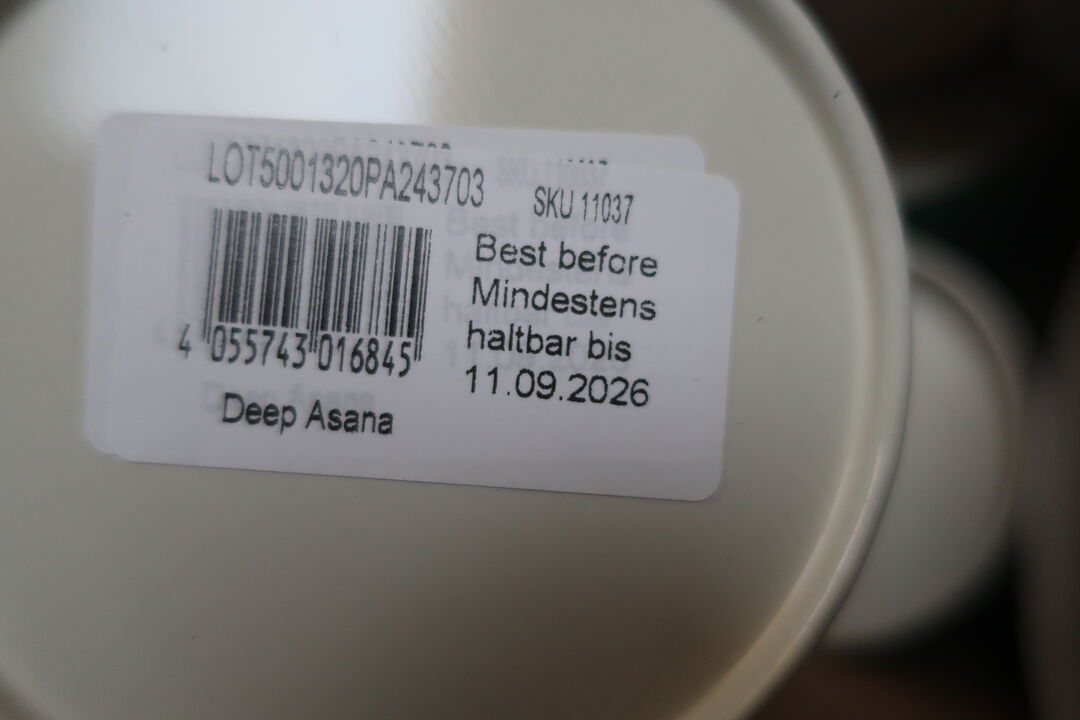 LOT5001320PA243703
SKU 11037
Best before
Mindestens
haltbar bis
11.09.2026
4 055743 016845
Deep Asana